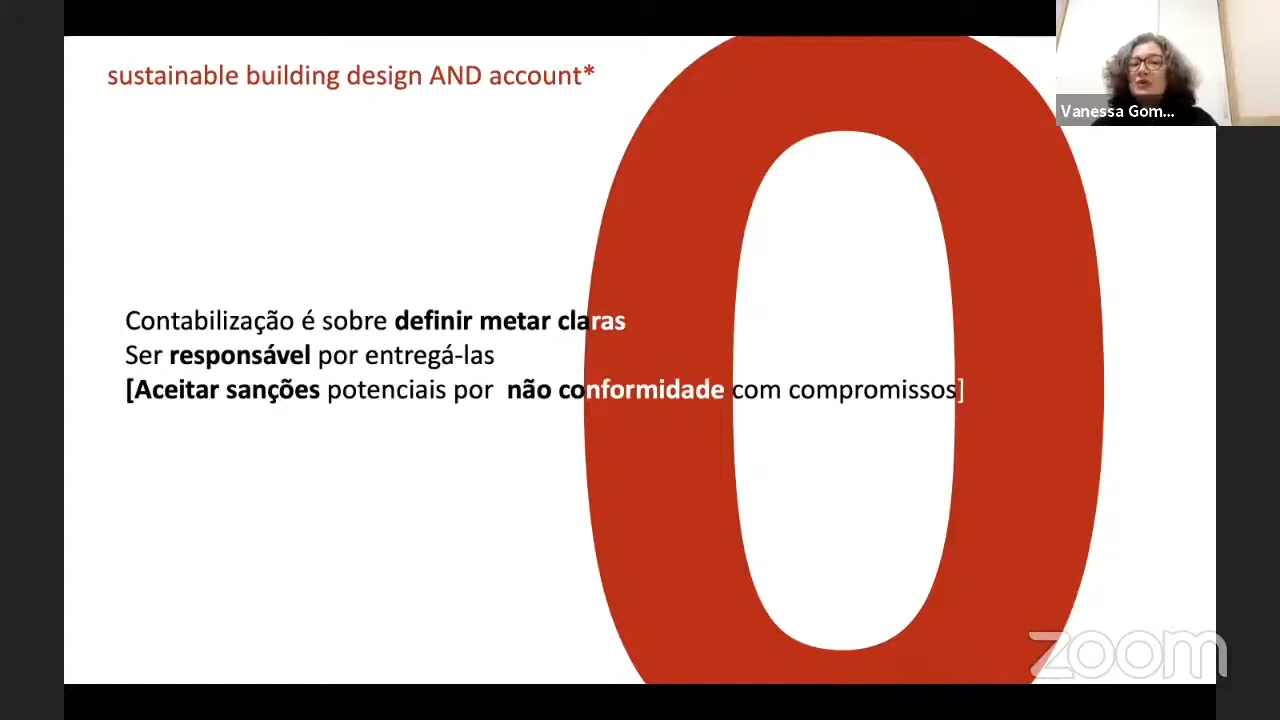 sustainable building design AND account*
Vanessa Gom...
Contabilização é sobre definir metar claras
Ser responsável por entregá-las
[Aceitar sanções potenciais por não conformidade com compromissos]
0
zoom